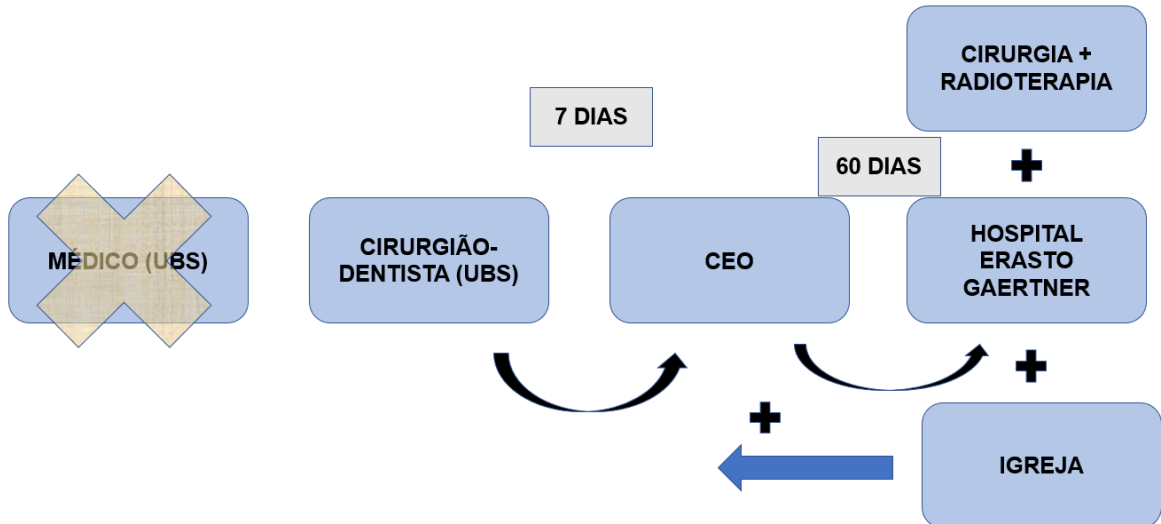 CIRURGIA +
RADIOTERAPIA
7 DIAS
60 DIAS
MÉDICO (UBS)
CIRURGIÃO-
DENTISTA (UBS)
CEO
HOSPITAL
ERASTO
GAERTNER
IGREJA